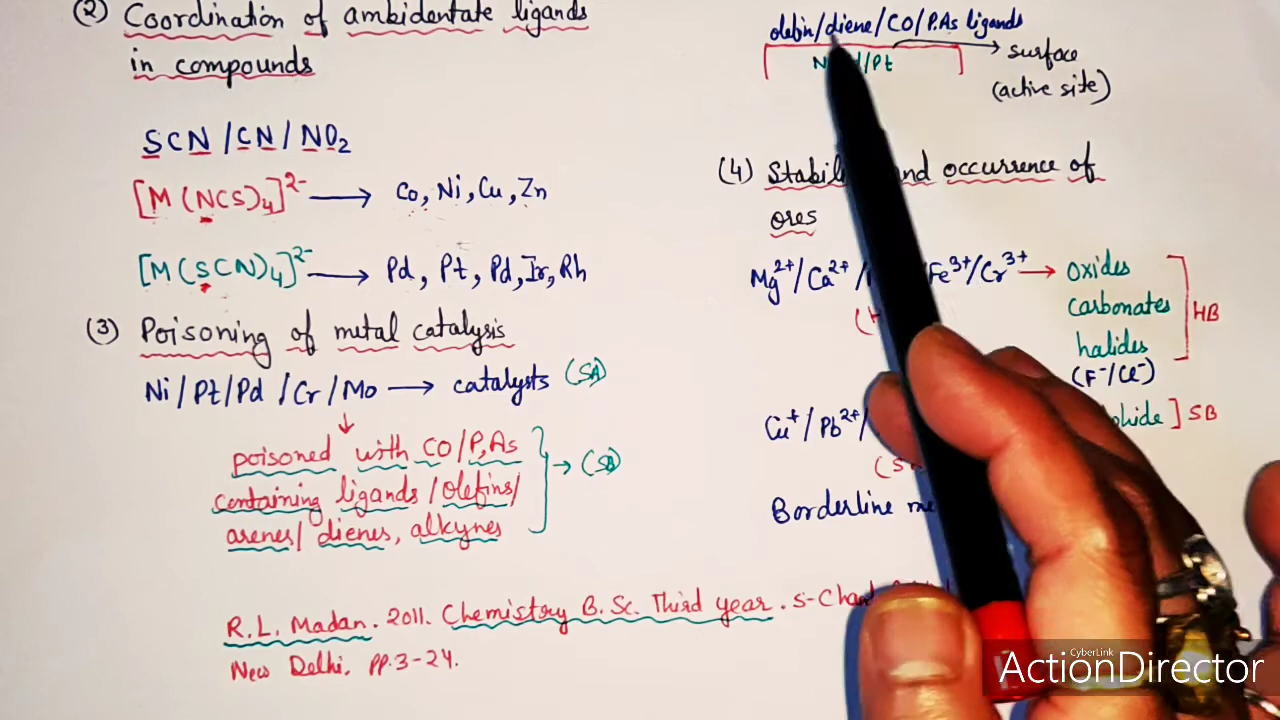 (2) Coordination of ambidentate ligands
in compounds
SCN / CN / NO2
[M(NCS)4]2- → Co, Ni, Cu, Zn
[M(SCN)4]2- → Pd, Pt, Pd, Ir, Rh
(3) Poisoning of metal catalysis
Ni / Pt / Pd / Cr / Mo → catalysts (SA)
↓
poisoned with CO/P, As
containing ligands / olefins/ → (SB)
arenes/ dienes, alkynes
R.L. Madan. 2011. Chemistry B.Sc. Third year. S-Chand
New Delhi. pp.3-24.
olefin/diene/CO/P.As ligands
/Pt → surface
(active site)
(4) and occurrence of
ores
Mg2+/Ca2+/ Fe3+/Cr3+ → oxides
carbonates HB
halides
(F-/Cl-)
Cu+/Pb2+/ ] SB
Borderline
CyberLink
ActionDirector